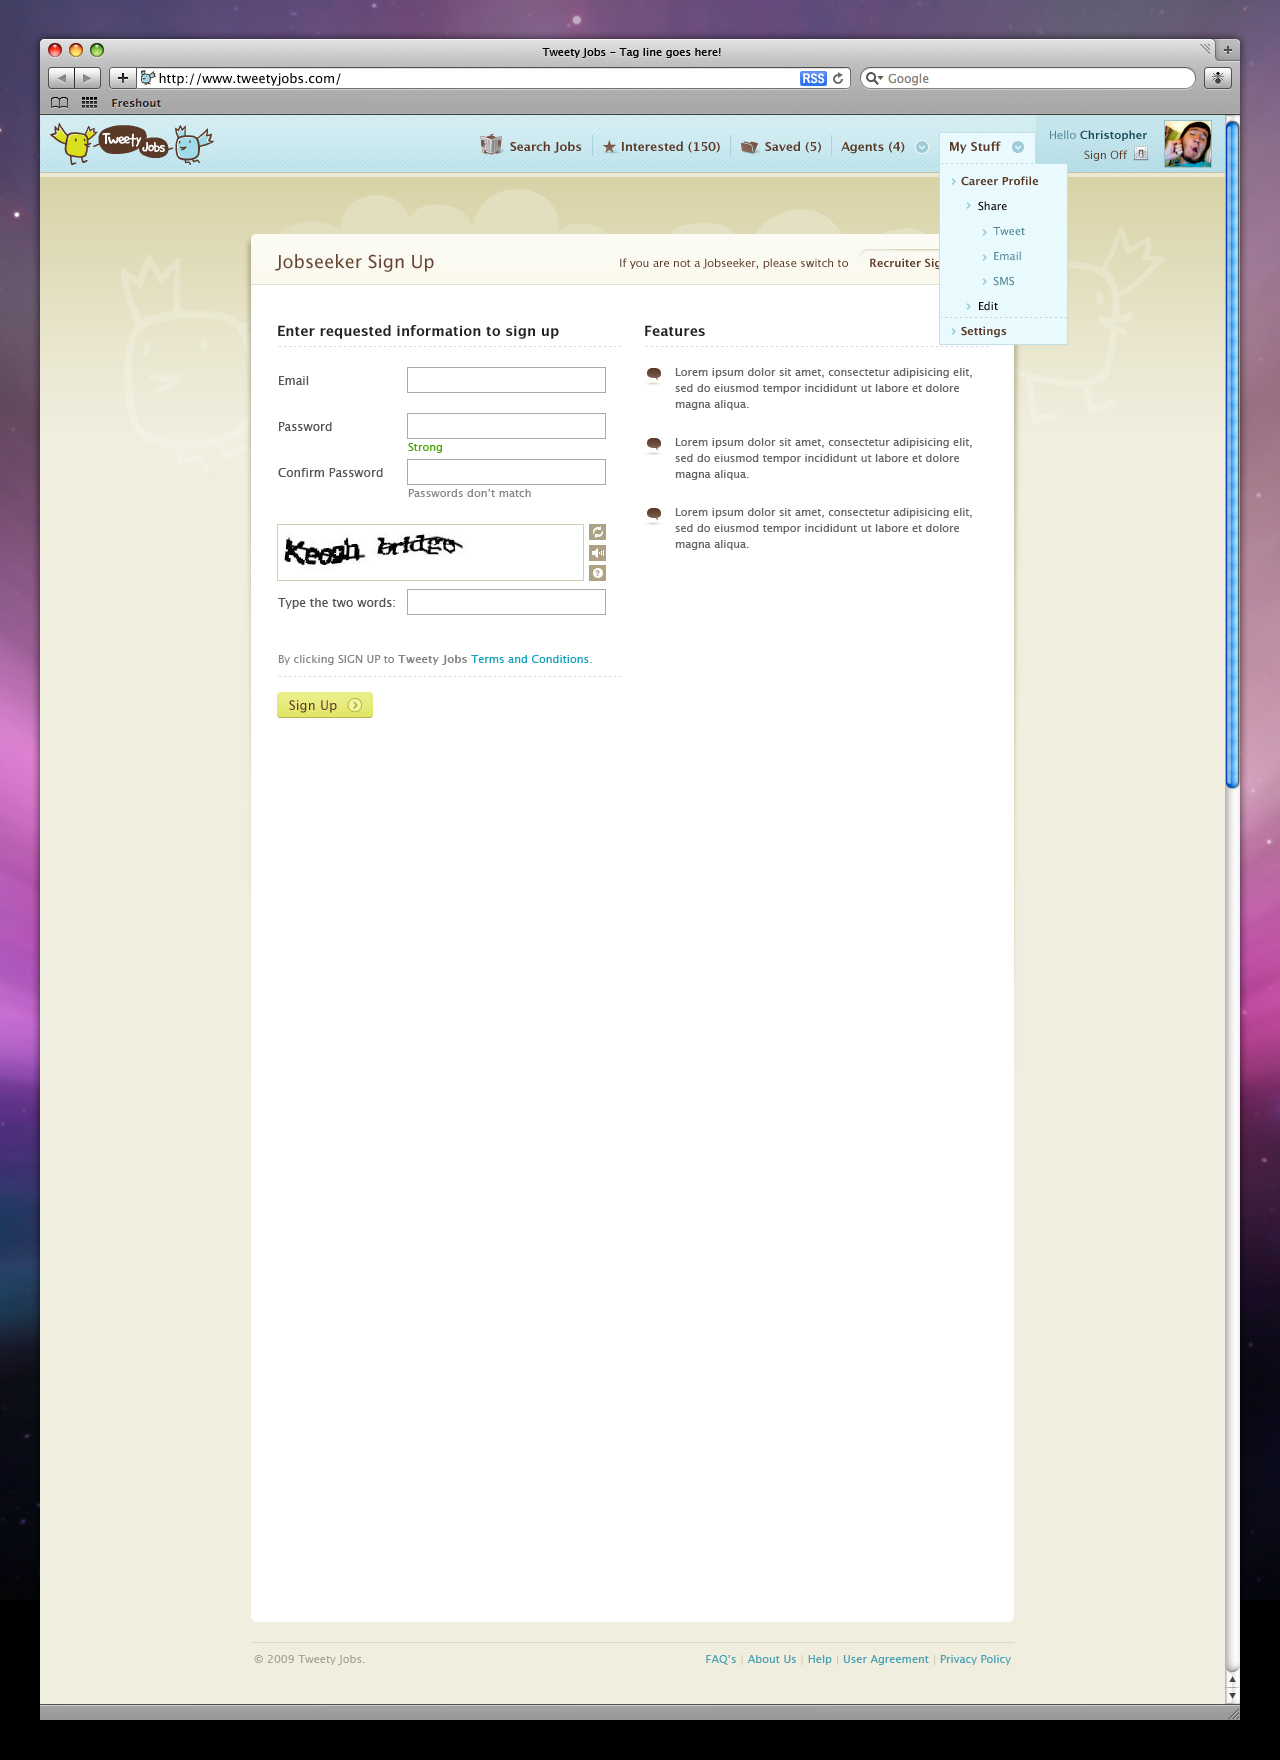 Tweety Jobs – Tag line goes here!
http://www.tweetyjobs.com/
RSS
Google
Freshout
Tweety Jobs
Search Jobs
Interested (150)
Saved (5)
Agents (4)
My Stuff
Hello Christopher
Sign Off
Career Profile
Share
Tweet
Email
SMS
Edit
Settings
Jobseeker Sign Up
If you are not a Jobseeker, please switch to
Recruiter Sig
Enter requested information to sign up
Email
Password
Strong
Confirm Password
Passwords don't match
bridge
Type the two words:
By clicking SIGN UP to Tweety Jobs Terms and Conditions.
Sign Up
Features
Lorem ipsum dolor sit amet, consectetur adipisicing elit,
sed do eiusmod tempor incididunt ut labore et dolore
magna aliqua.
Lorem ipsum dolor sit amet, consectetur adipisicing elit,
sed do eiusmod tempor incididunt ut labore et dolore
magna aliqua.
Lorem ipsum dolor sit amet, consectetur adipisicing elit,
sed do eiusmod tempor incididunt ut labore et dolore
magna aliqua.
© 2009 Tweety Jobs.
FAQ's | About Us | Help | User Agreement | Privacy Policy